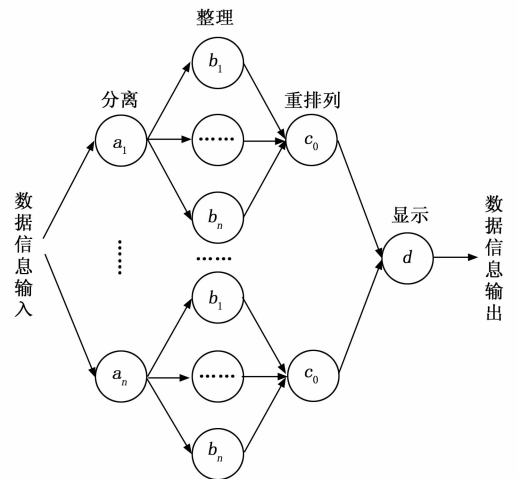 整理
b₁
分离
重排列
a₁
……
c₀
数据信息输入
bₙ
显示
数据信息输出
……
……
d
b₁
aₙ
……
c₀
bₙ